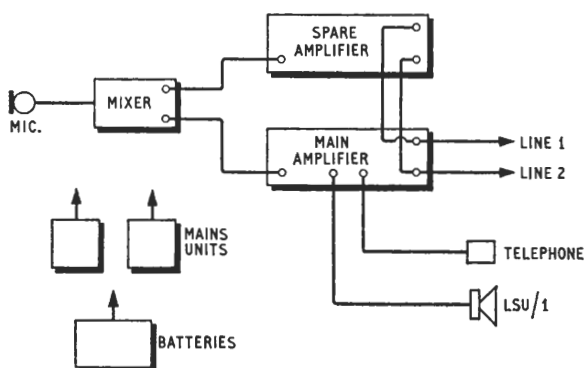 SPARE
AMPLIFIER
MIXER
MIC.
MAIN
AMPLIFIER
LINE 1
LINE 2
MAINS
UNITS
TELEPHONE
LSU/1
BATTERIES